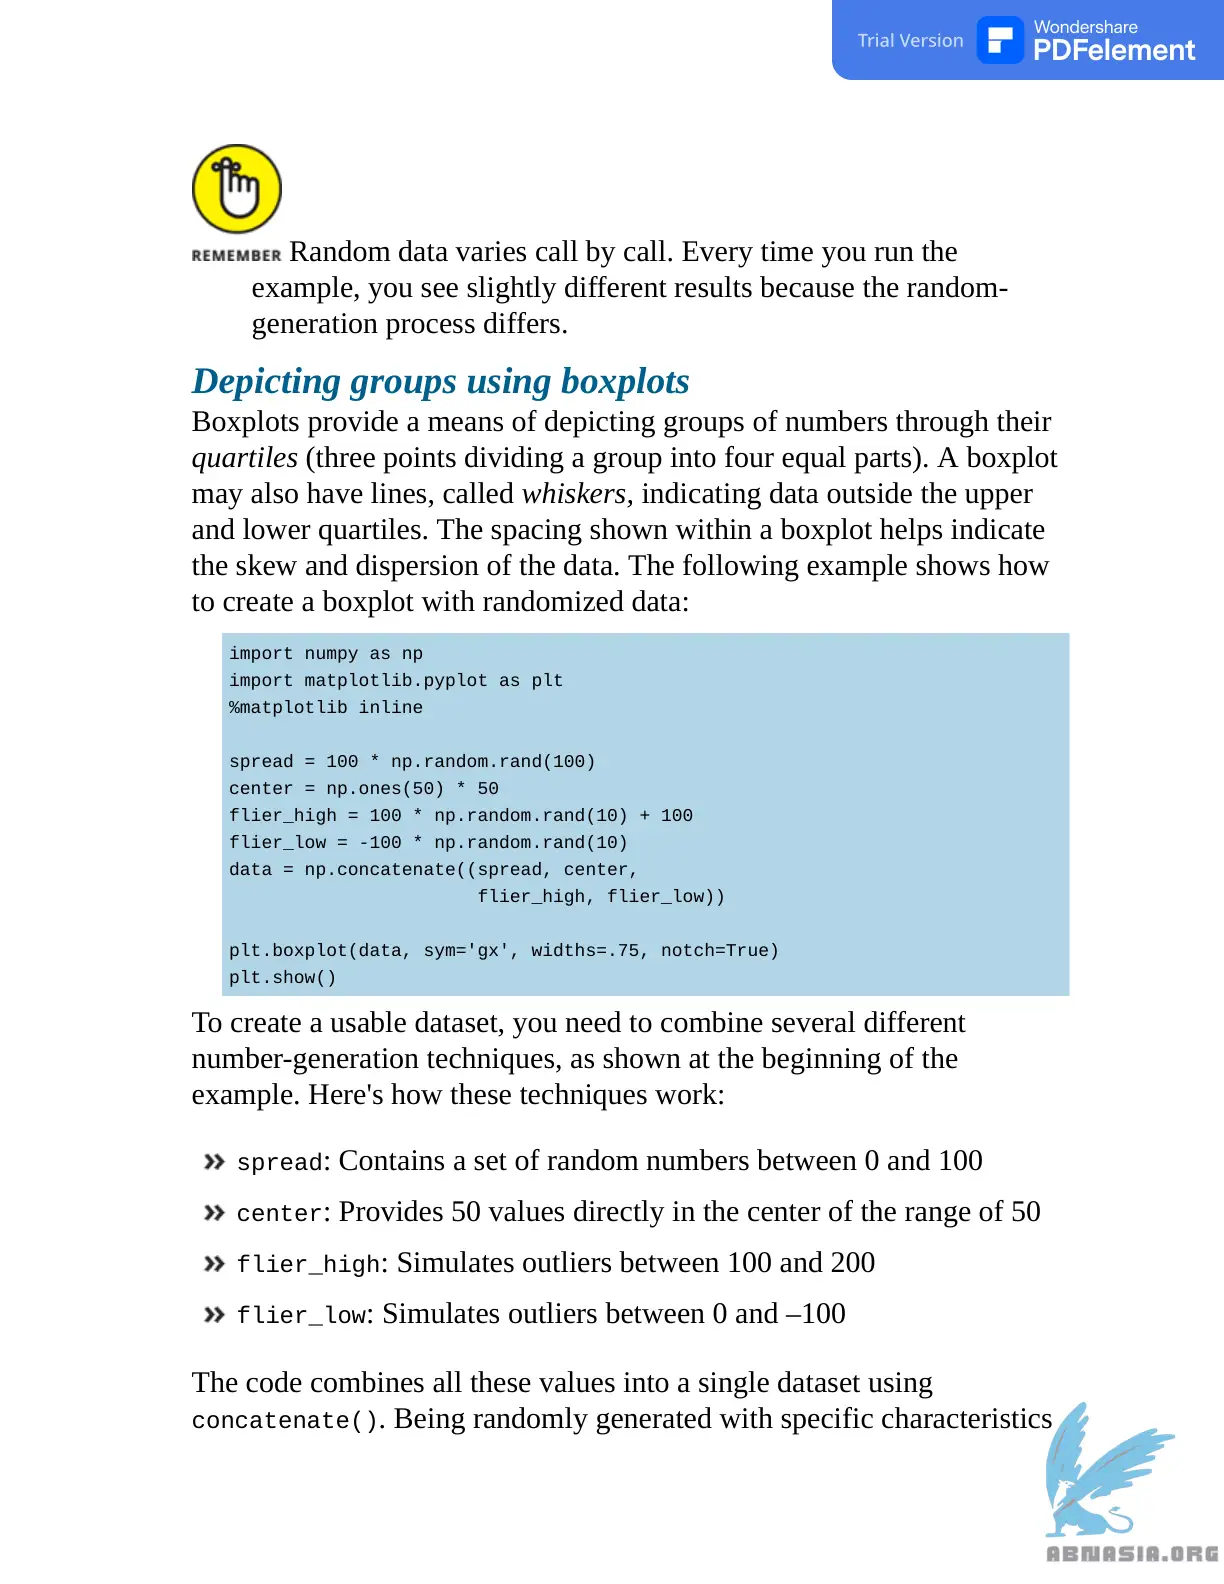 Trial Version
Wondershare
PDFelement
REMEMBER Random data varies call by call. Every time you run the
example, you see slightly different results because the random-
generation process differs.
Depicting groups using boxplots
Boxplots provide a means of depicting groups of numbers through their
quartiles (three points dividing a group into four equal parts). A boxplot
may also have lines, called whiskers, indicating data outside the upper
and lower quartiles. The spacing shown within a boxplot helps indicate
the skew and dispersion of the data. The following example shows how
to create a boxplot with randomized data:
import numpy as np
import matplotlib.pyplot as plt
%matplotlib inline
spread = 100 * np.random.rand(100)
center = np.ones(50) * 50
flier_high = 100 * np.random.rand(10) + 100
flier_low = -100 * np.random.rand(10)
data = np.concatenate((spread, center,
flier_high, flier_low))
plt.boxplot(data, sym='gx', widths=.75, notch=True)
plt.show()
To create a usable dataset, you need to combine several different
number-generation techniques, as shown at the beginning of the
example. Here's how these techniques work:
» spread: Contains a set of random numbers between 0 and 100
» center: Provides 50 values directly in the center of the range of 50
» flier_high: Simulates outliers between 100 and 200
» flier_low: Simulates outliers between 0 and –100
The code combines all these values into a single dataset using
concatenate(). Being randomly generated with specific characteristics
ABNASIA.ORG